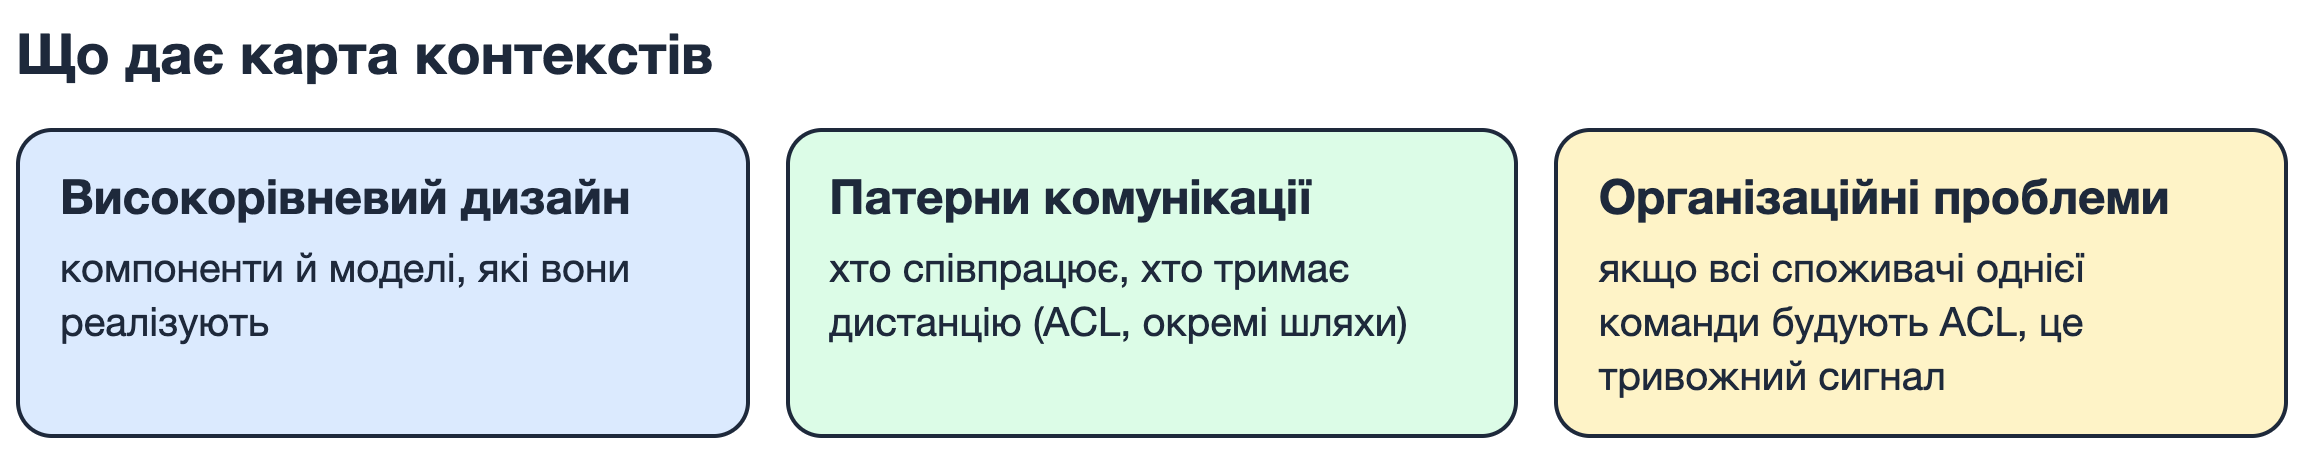 Що дає карта контекстів
Високорівневий дизайн
компоненти й моделі, які вони
реалізують
Патерни комунікації
хто співпрацює, хто тримає
дистанцію (ACL, окремі шляхи)
Організаційні проблеми
якщо всі споживачі однієї
команди будують ACL, це
тривожний сигнал